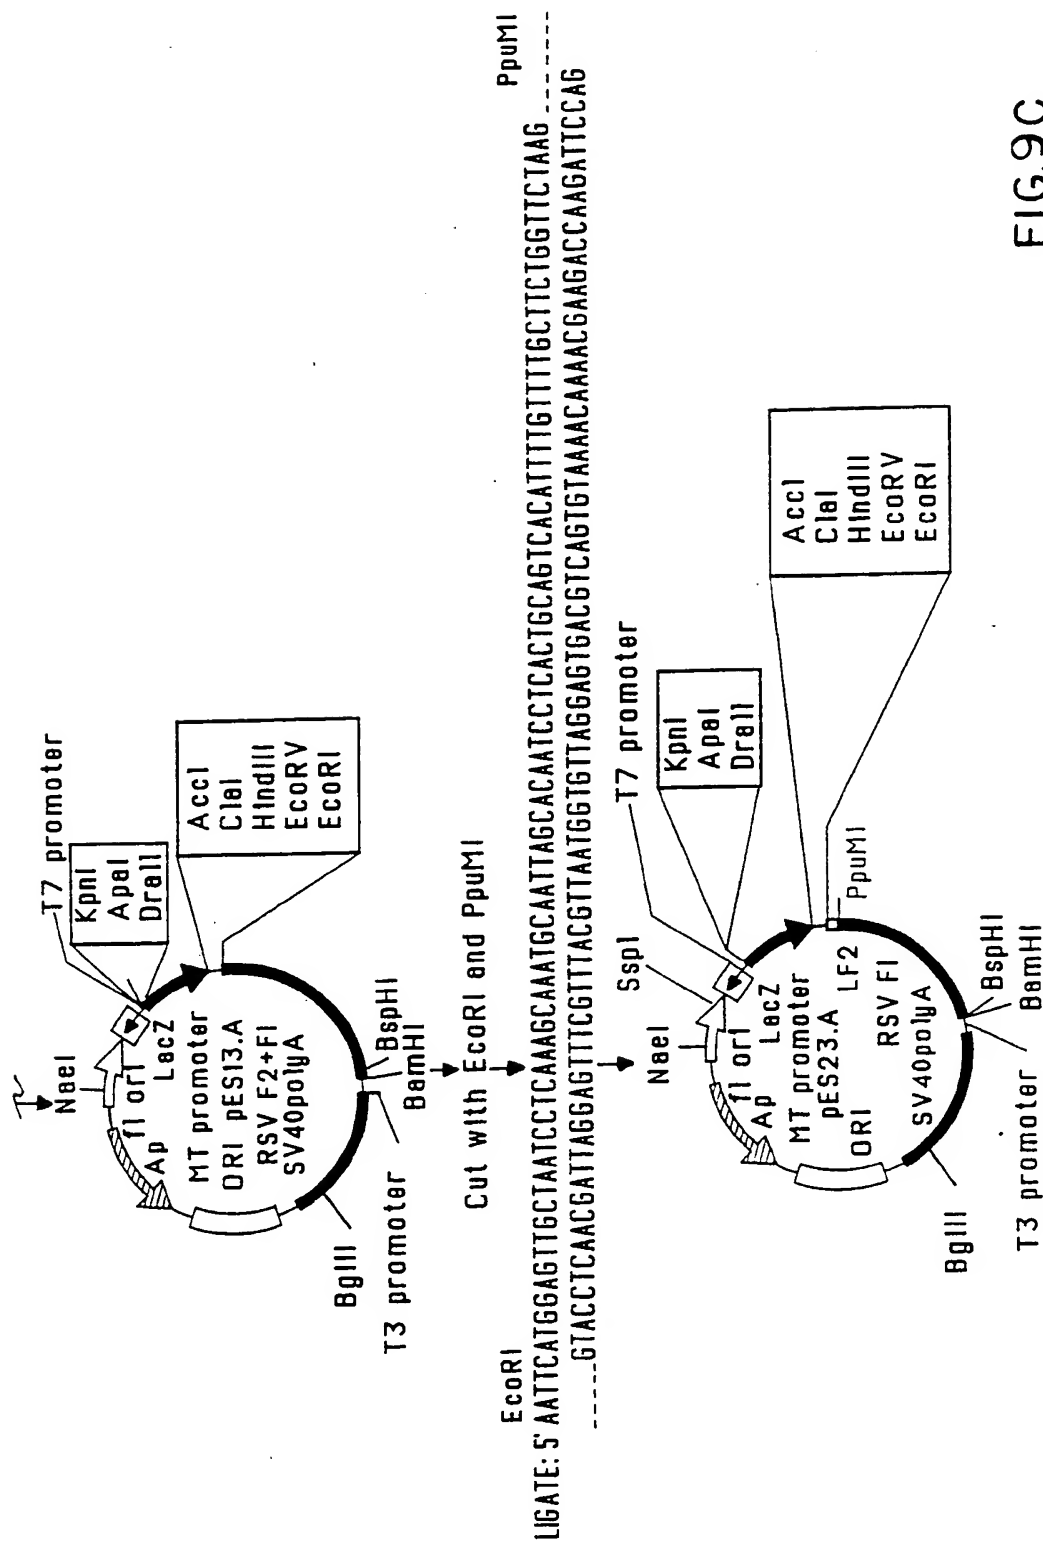 NaeI
T7 promoter
KpnI
ApaI
DraII
Ap
f1 ori
LacZ
MT promoter
ORI pES13.A
RSV F2+F1
SV40polyA
AccI
ClaI
HindIII
EcoRV
EcoRI
BglII
T3 promoter
BspHI
BamHI
Cut with EcoRI and PpuMI
EcoRI PpuMI
LIGATE: 5' AATTCATGGAGTTGCTAATCCTCAAAGCAAATGCAATTAGCACAATCCTCACTGCAGTCACATTTTGTTTTGCTTCTGGTTCTAAG
GTACCTCAACGATTAGGAGTTTCGTTTACGTTAATGGTGTTAGGAGTGACGTCAGTGTAAAACAAAACGAAGACCAAGATTCCAG
NaeI
SspI
T7 promoter
KpnI
ApaI
DraII
Ap
f1 ori
LacZ
MT promoter
pES23.A
ORI
LF2
RSV F1
SV40polyA
PpuMI
AccI
ClaI
HindIII
EcoRV
EcoRI
BglII
T3 promoter
BspHI
BamHI
FIG.9C